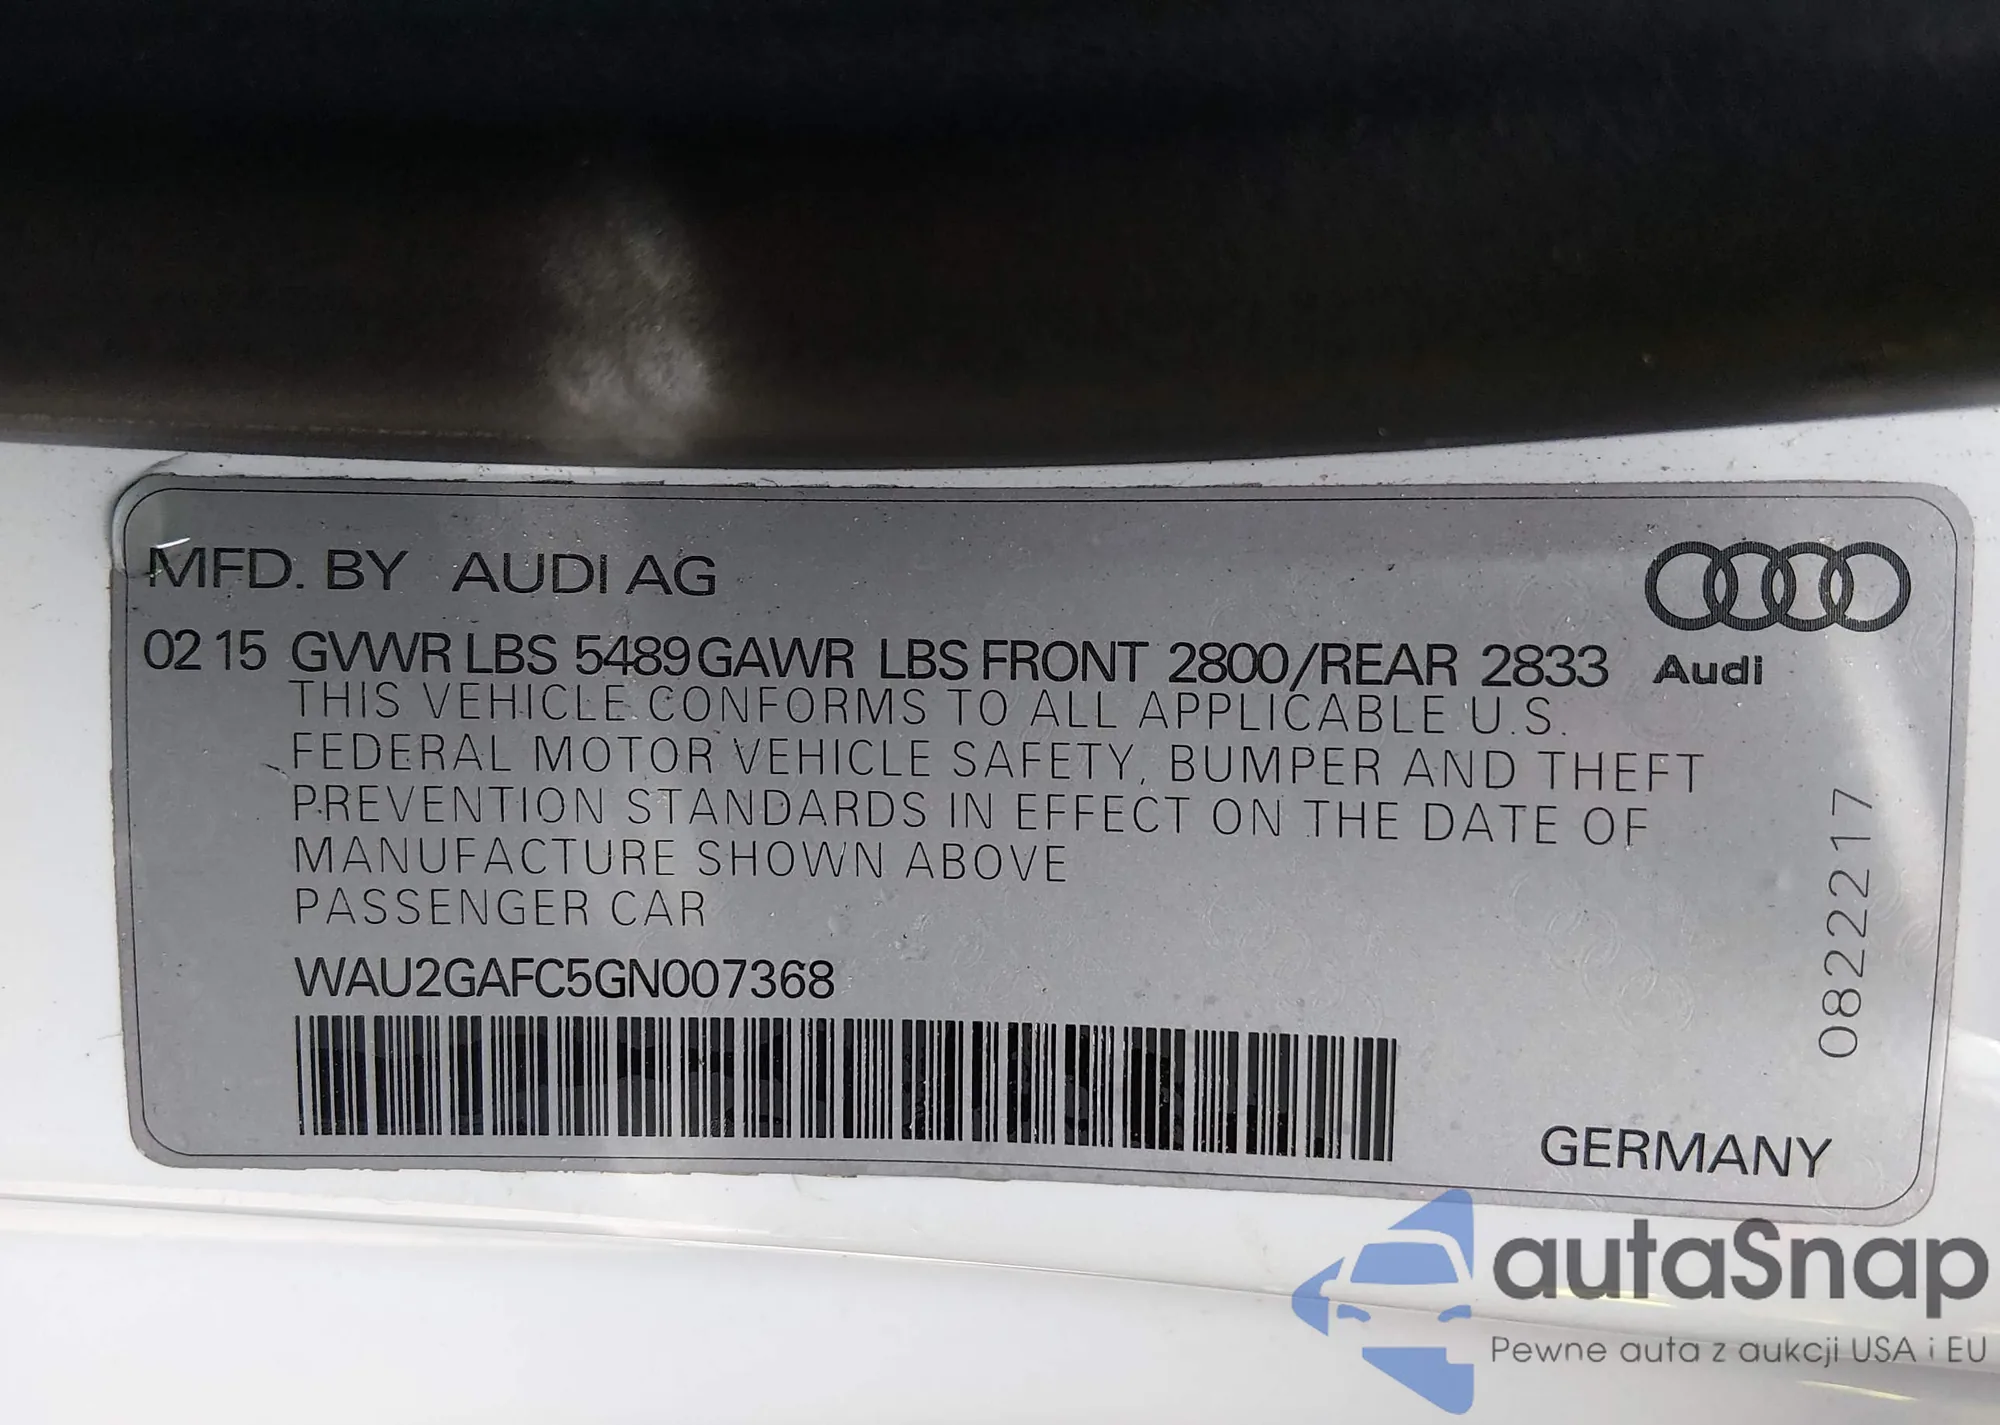 MFD. BY AUDI AG
02 15 GVWR LBS 5489 GAWR LBS FRONT 2800/REAR 2833
Audi
THIS VEHICLE CONFORMS TO ALL APPLICABLE U.S.
FEDERAL MOTOR VEHICLE SAFETY, BUMPER AND THEFT
PREVENTION STANDARDS IN EFFECT ON THE DATE OF
MANUFACTURE SHOWN ABOVE
PASSENGER CAR
WAU2GAFC5GN007368
0822217
GERMANY
autaSnap
Pewne auta z aukcji USA i EU